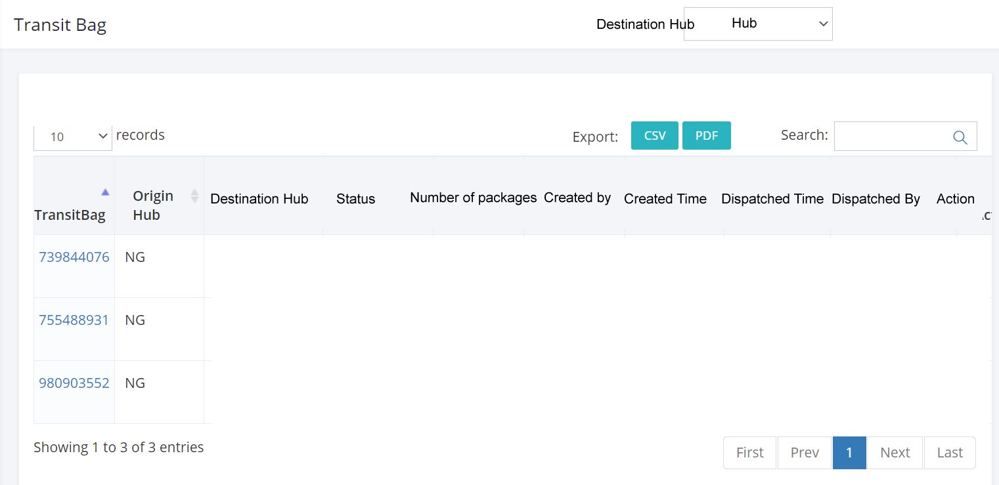 Transit Bag
Destination Hub
Hub
10
records
Export:
CSV
PDF
Search:
TransitBag
Origin
Hub
Destination Hub
Status
Number of packages
Created by
Created Time
Dispatched Time
Dispatched By
Action
739844076
NG
755488931
NG
980903552
NG
Showing 1 to 3 of 3 entries
First
Prev
1
Next
Last